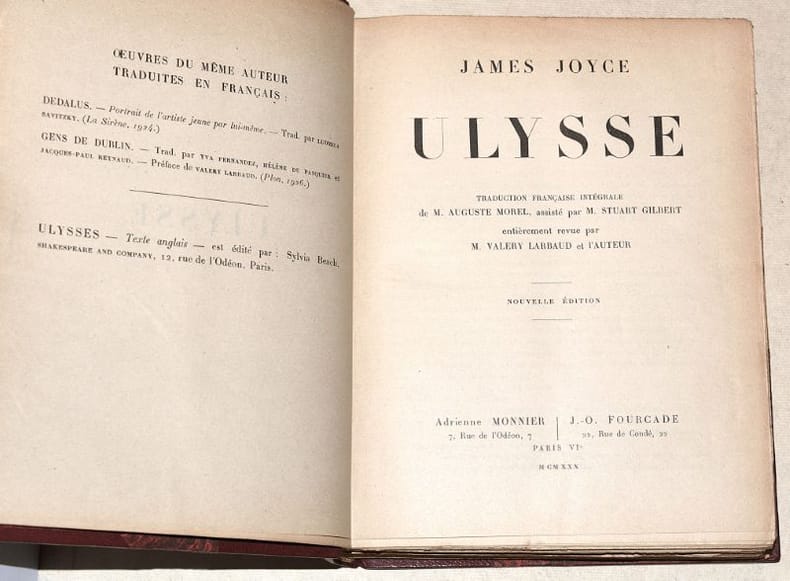 ŒUVRES DU MÊME AUTEUR
TRADUITES EN FRANÇAIS :
DEDALUS. — Portrait de l'artiste jeune par lui-même. — Trad. par LUDMILA
SAVITZKY. (La Sirène, 1924.)
GENS DE DUBLIN. — Trad. par YVA FERNANDEZ, HÉLÈNE DU PASQUIER et
JACQUES-PAUL REYNAUD. — Préface de VALERY LARBAUD. (Plon, 1926.)
ULYSSES — Texte anglais — est édité par : Sylvia Beach,
SHAKESPEARE AND COMPANY, 12, rue de l'Odéon, Paris.
JAMES JOYCE
ULYSSE
TRADUCTION FRANÇAISE INTÉGRALE
de M. AUGUSTE MOREL, assisté par M. STUART GILBERT
entièrement revue par
M. VALERY LARBAUD et l'AUTEUR
NOUVELLE ÉDITION
Adrienne MONNIER
7, Rue de l'Odéon, 7
J.-O. FOURCADE
22, Rue de Condé, 22
PARIS VIe
MCMXXX